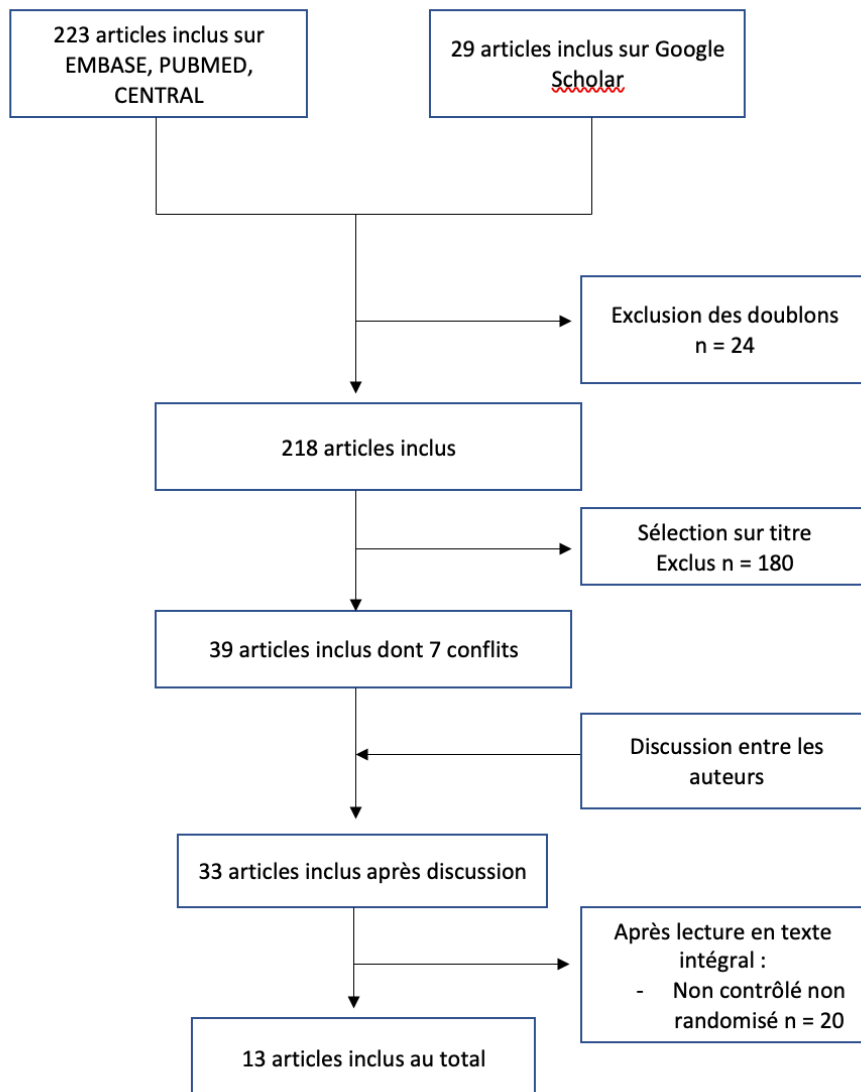 223 articles inclus sur
EMBASE, PUBMED,
CENTRAL
29 articles inclus sur Google
Scholar
Exclusion des doublons
n = 24
218 articles inclus
Sélection sur titre
Exclus n = 180
39 articles inclus dont 7 conflits
Discussion entre les
auteurs
33 articles inclus après discussion
Après lecture en texte
intégral :
- Non contrôlé non
randomisé n = 20
13 articles inclus au total